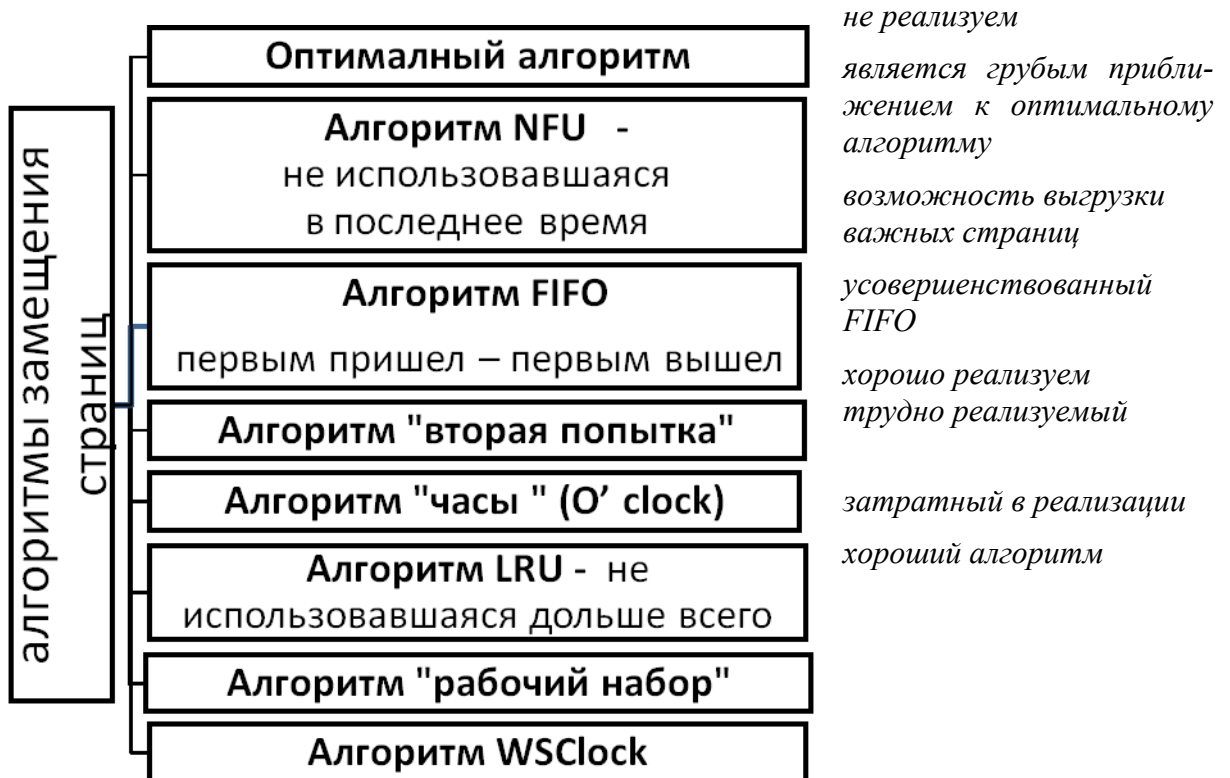 алгоритмы замещения
страниц
Оптималный алгоритм
Алгоритм NFU -
не использовавшаяся
в последнее время
Алгоритм FIFO
первым пришел – первым вышел
Алгоритм "вторая попытка"
Алгоритм "часы " (O’ clock)
Алгоритм LRU - не
использовавшаяся дольше всего
Алгоритм "рабочий набор"
Алгоритм WSClock
не реализуем
является грубым прибли-
жением к оптимальному
алгоритму
возможность выгрузки
важных страниц
усовершенствованный
FIFO
хорошо реализуем
трудно реализуемый
затратный в реализации
хороший алгоритм